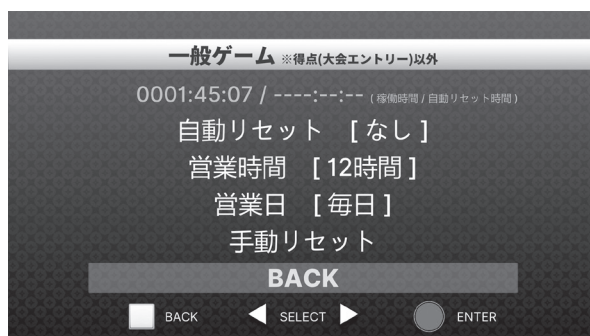 一般ゲーム ※得点(大会エントリー)以外
0001:45:07 / ----:--:-- (稼働時間 / 自動リセット時間)
自動リセット [ なし ]
営業時間 [ 12時間 ]
営業日 [ 毎日 ]
手動リセット
BACK
BACK SELECT ENTER